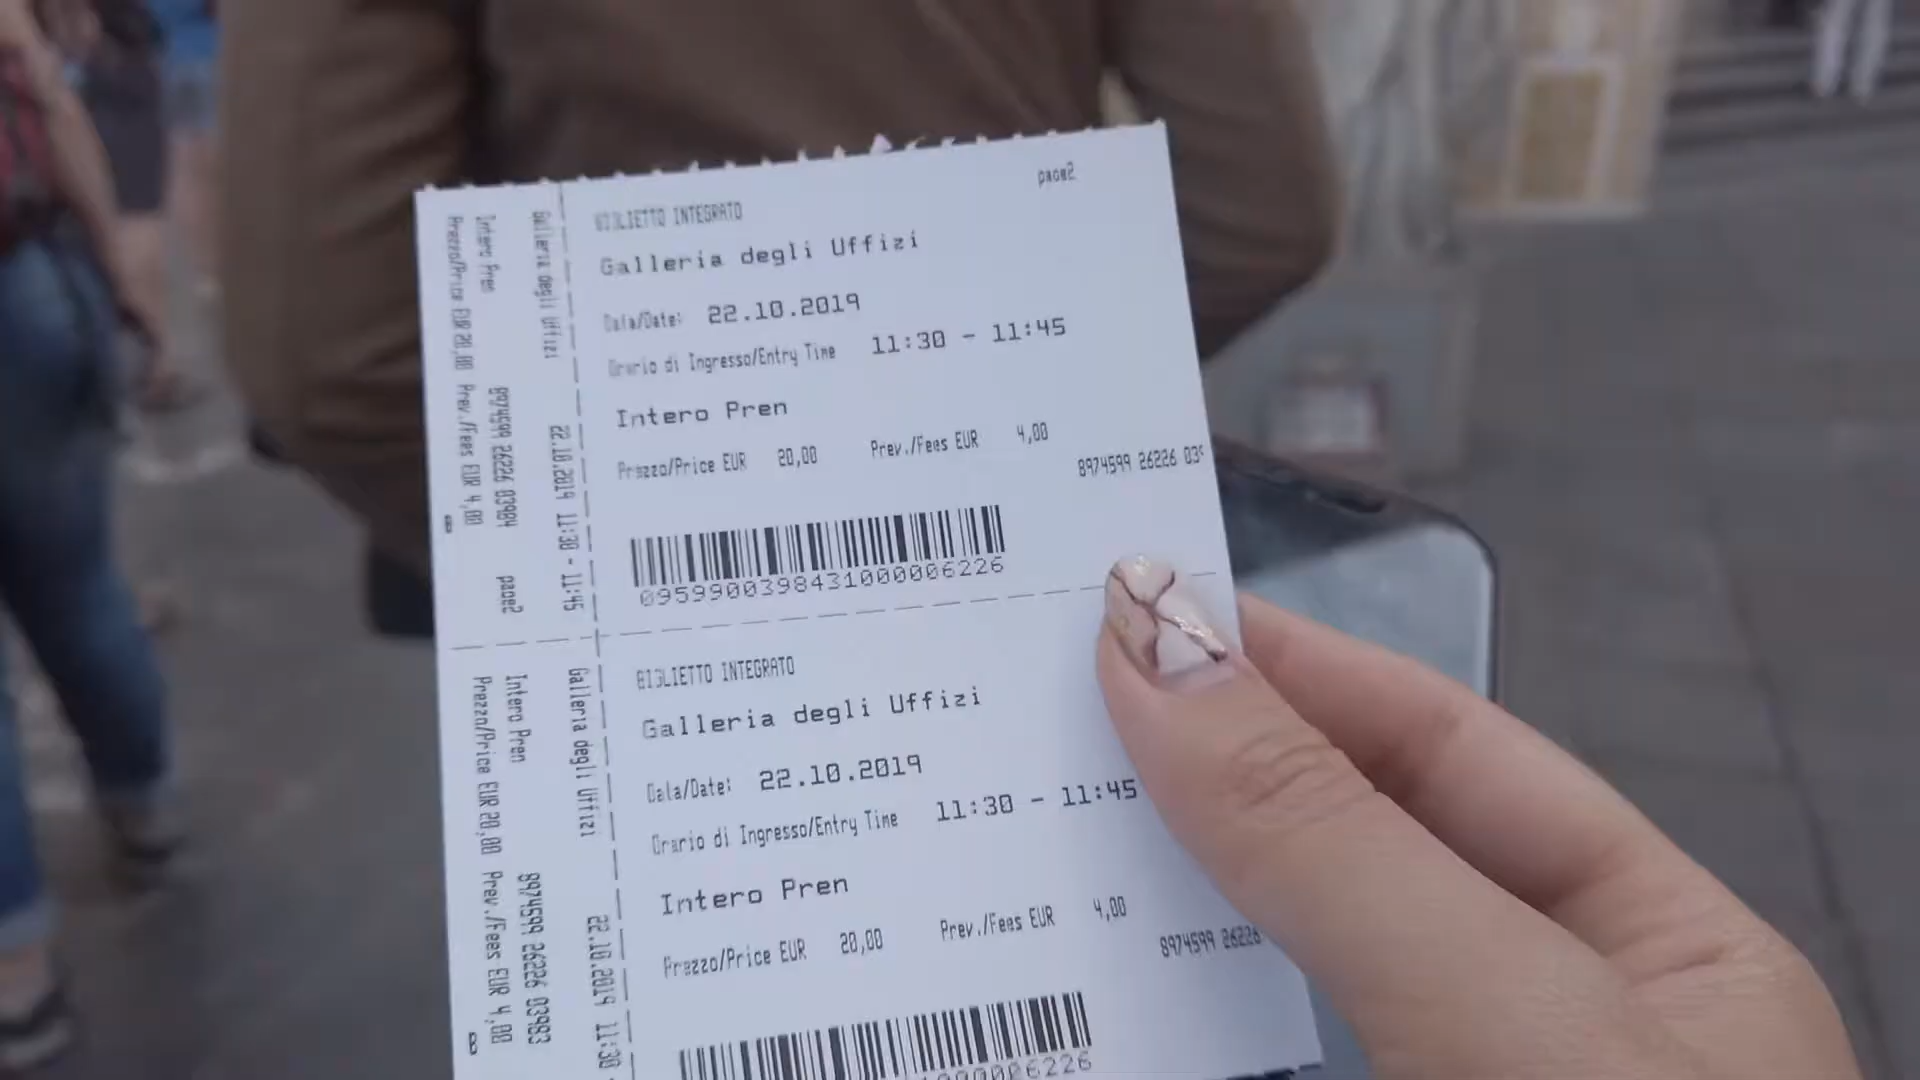 page2
BIGLIETTO INTEGRATO
Galleria degli Uffizi
Data/Date: 22.10.2019
Orario di Ingresso/Entry Time 11:30 - 11:45
Intero Pren
Prezzo/Price EUR 20,00 Prev./Fees EUR 4,00
8974599 26226 039
0959900398431000006226
Galleria degli Uffizi 22.10.2019 11:30 - 11:45
Intero Pren 8974599 26226 03984 page2
Prezzo/Price EUR 20,00 Prev./Fees EUR 4,00
BIGLIETTO INTEGRATO
Galleria degli Uffizi
Data/Date: 22.10.2019
Orario di Ingresso/Entry Time 11:30 - 11:45
Intero Pren
Prezzo/Price EUR 20,00 Prev./Fees EUR 4,00
8974599 26226
Galleria degli Uffizi 22.10.2019 11:30
Intero Pren 8974599 26226 03983
Prezzo/Price EUR 20,00 Prev./Fees EUR 4,00